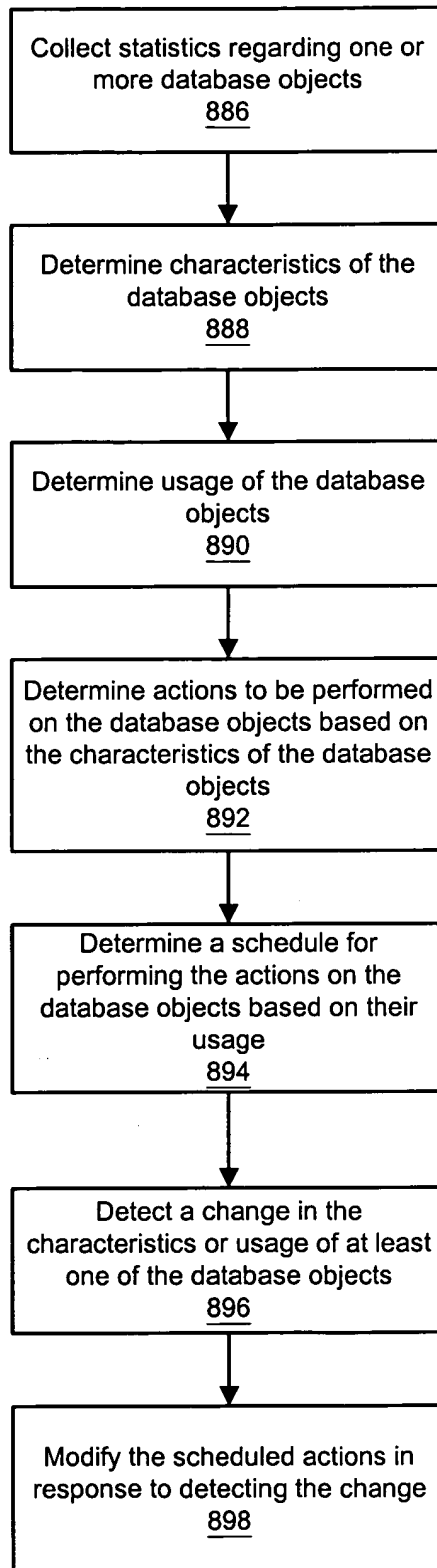 Collect statistics regarding one or
more database objects
886
Determine characteristics of the
database objects
888
Determine usage of the database
objects
890
Determine actions to be performed
on the database objects based on
the characteristics of the database
objects
892
Determine a schedule for
performing the actions on the
database objects based on their
usage
894
Detect a change in the
characteristics or usage of at least
one of the database objects
896
Modify the scheduled actions in
response to detecting the change
898